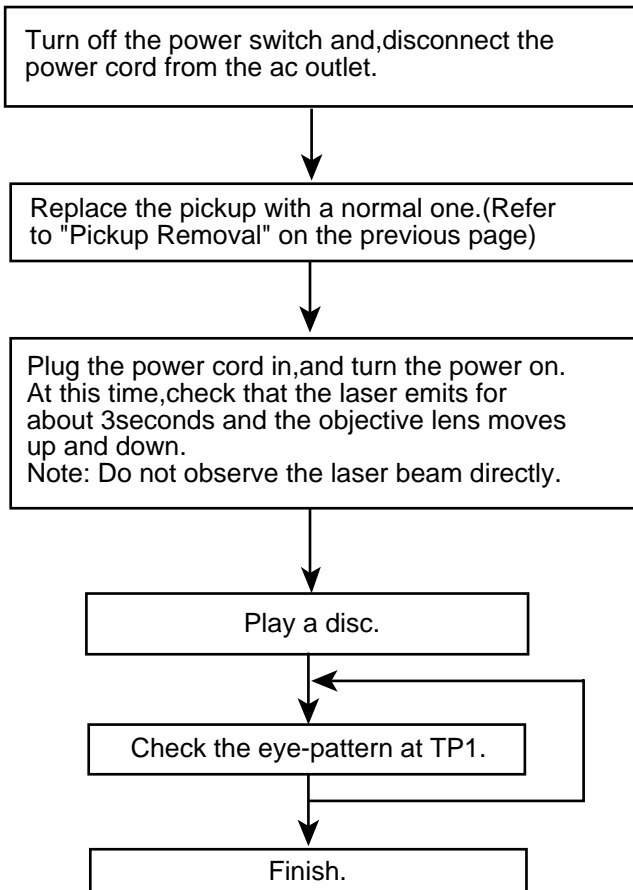 Turn off the power switch and,disconnect the
power cord from the ac outlet.
Replace the pickup with a normal one.(Refer
to "Pickup Removal" on the previous page)
Plug the power cord in,and turn the power on.
At this time,check that the laser emits for
about 3seconds and the objective lens moves
up and down.
Note: Do not observe the laser beam directly.
Play a disc.
Check the eye-pattern at TP1.
Finish.